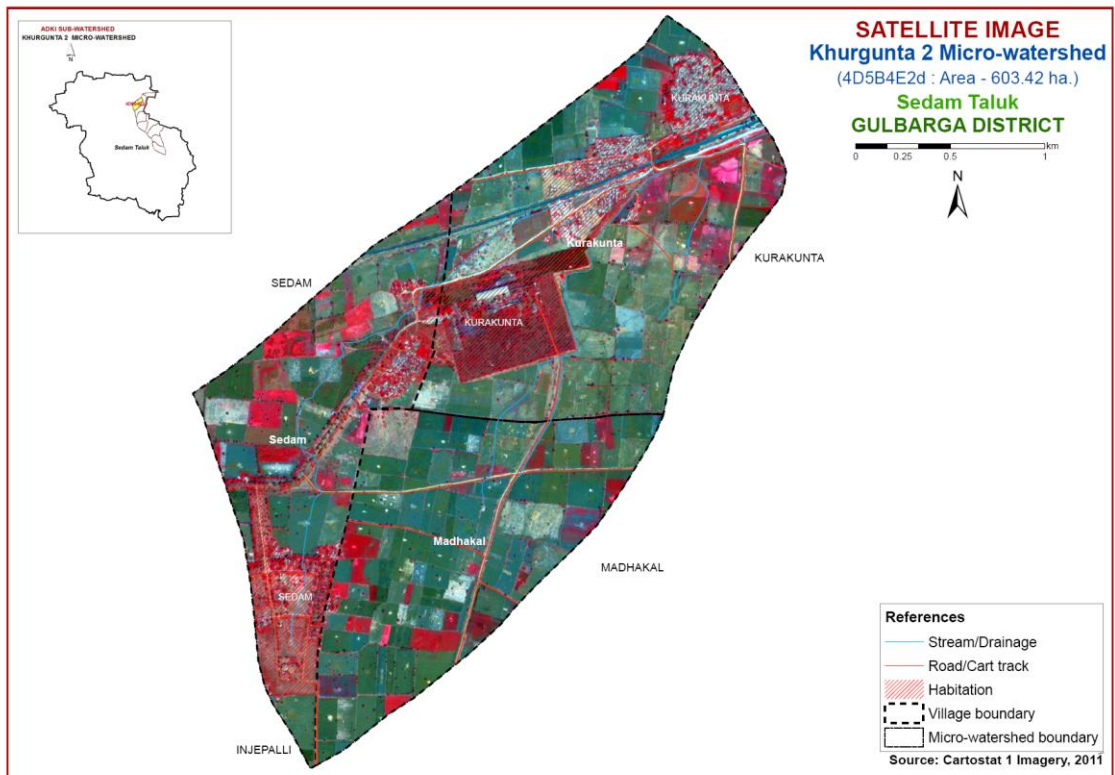 ADKI SUB-WATERSHED
KHURGUNTA 2 MICRO-WATERSHED
N
Sedam Taluk
SATELLITE IMAGE
Khurgunta 2 Micro-watershed
(4D5B4E2d : Area - 603.42 ha.)
Sedam Taluk
GULBARGA DISTRICT
0 0.25 0.5 1 km
N
KURAKUNTA
Kurakunta
KURAKUNTA
SEDAM
KURAKUNTA
Sedam
Madhakal
MADHAKAL
SEDAM
INJEPALLI
References
Stream/Drainage
Road/Cart track
Habitation
Village boundary
Micro-watershed boundary
Source: Cartostat 1 Imagery, 2011